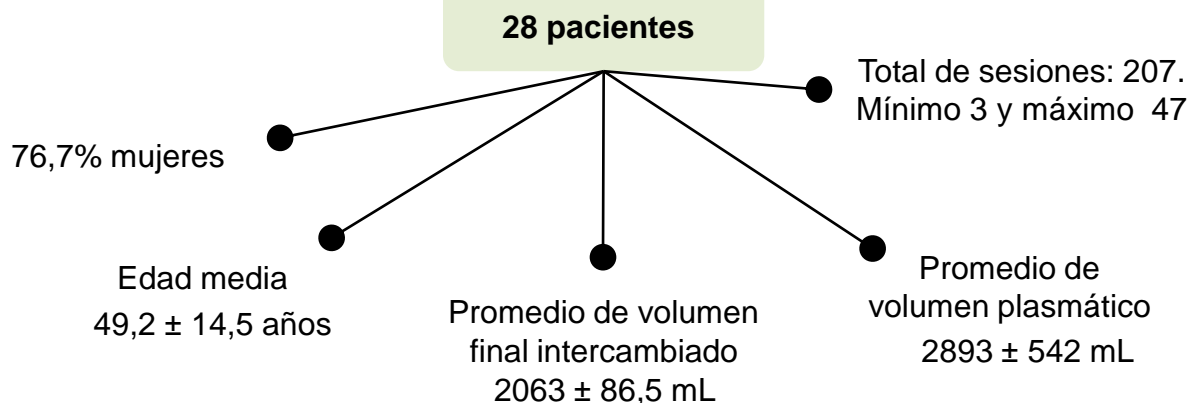 28 pacientes
Total de sesiones: 207.
Mínimo 3 y máximo 47
76,7% mujeres
Edad media
49,2 ± 14,5 años
Promedio de volumen
final intercambiado
2063 ± 86,5 mL
Promedio de
volumen plasmático
2893 ± 542 mL